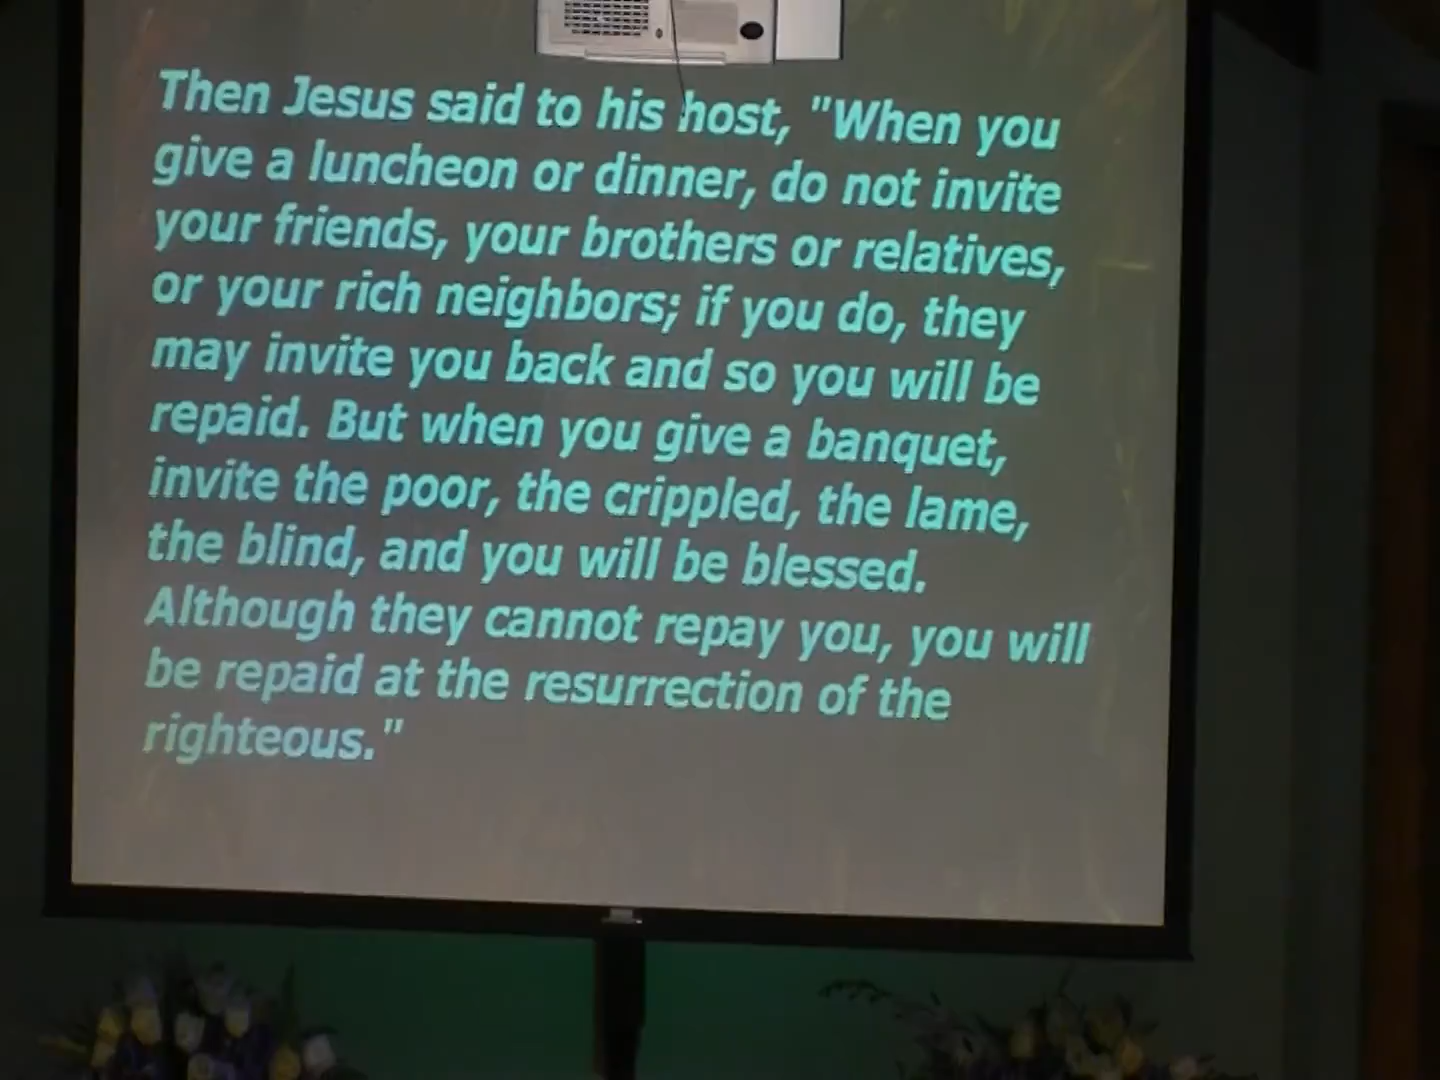 Then Jesus said to his host, "When you
give a luncheon or dinner, do not invite
your friends, your brothers or relatives,
or your rich neighbors; if you do, they
may invite you back and so you will be
repaid. But when you give a banquet,
invite the poor, the crippled, the lame,
the blind, and you will be blessed.
Although they cannot repay you, you will
be repaid at the resurrection of the
righteous."